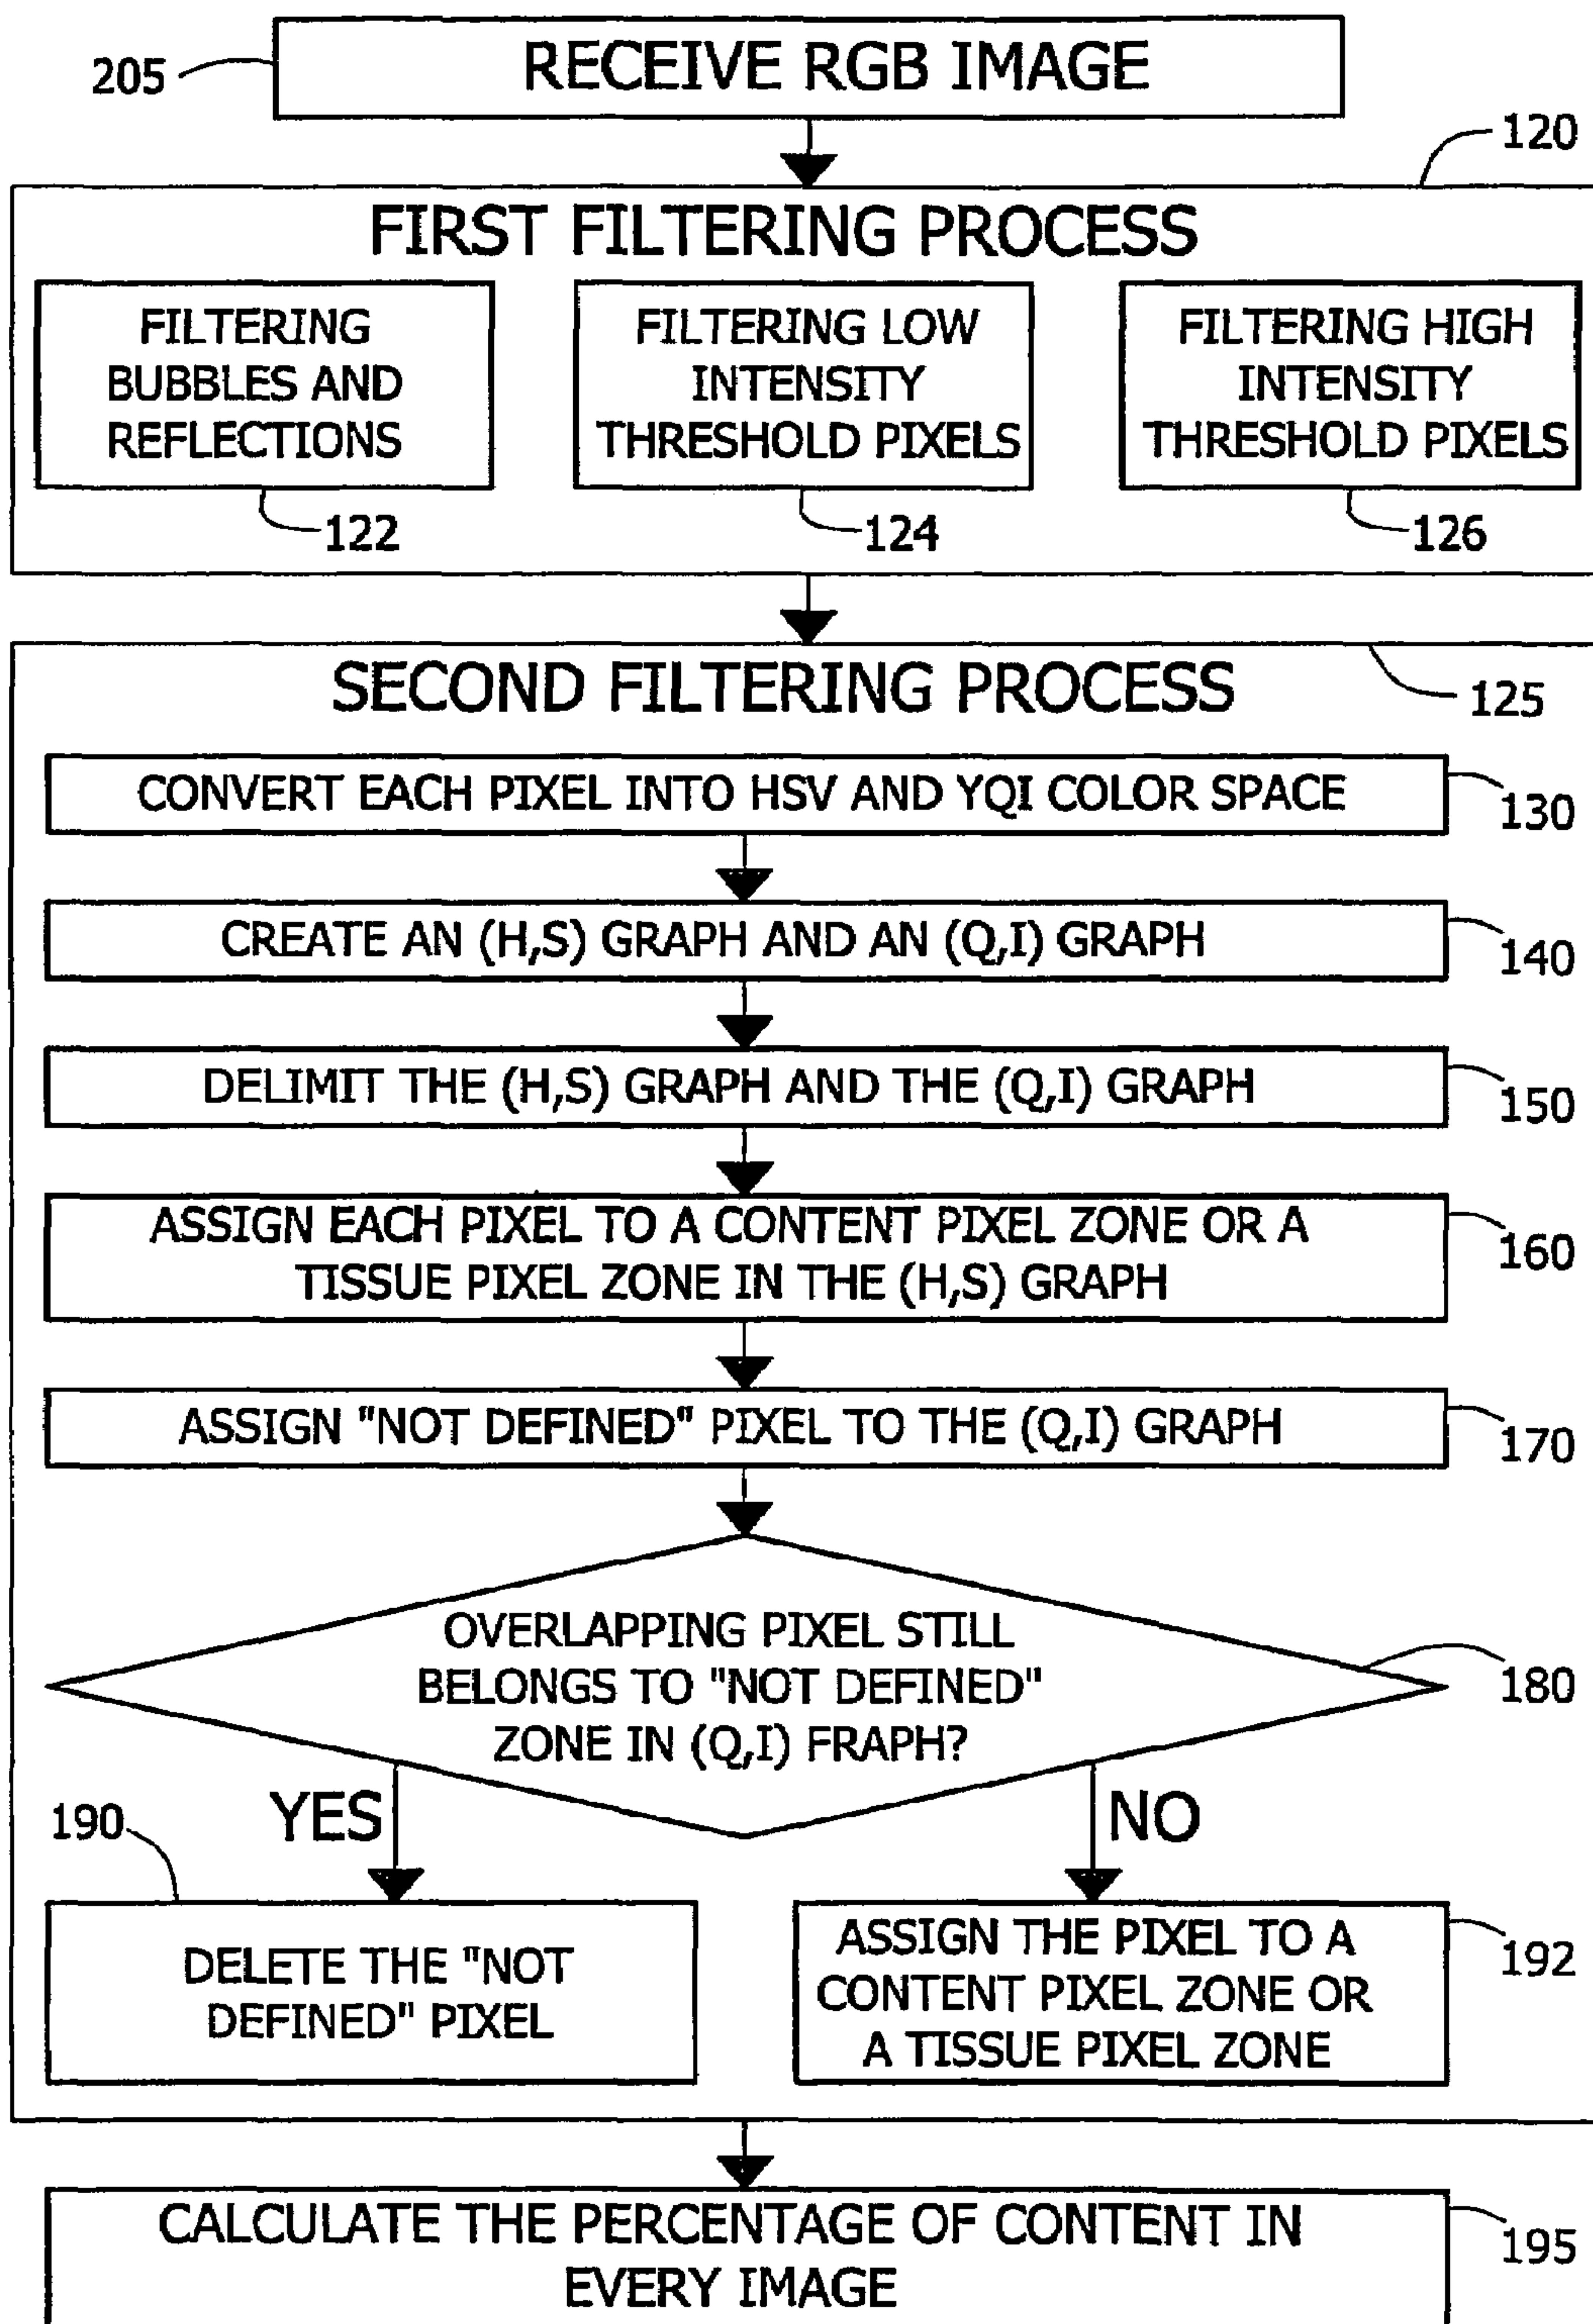 205
RECEIVE RGB IMAGE
120
FIRST FILTERING PROCESS
FILTERING
BUBBLES AND
REFLECTIONS
122
FILTERING LOW
INTENSITY
THRESHOLD PIXELS
124
FILTERING HIGH
INTENSITY
THRESHOLD PIXELS
126
SECOND FILTERING PROCESS
125
CONVERT EACH PIXEL INTO HSV AND YQI COLOR SPACE
130
CREATE AN (H,S) GRAPH AND AN (Q,I) GRAPH
140
DELIMIT THE (H,S) GRAPH AND THE (Q,I) GRAPH
150
ASSIGN EACH PIXEL TO A CONTENT PIXEL ZONE OR A
TISSUE PIXEL ZONE IN THE (H,S) GRAPH
160
ASSIGN "NOT DEFINED" PIXEL TO THE (Q,I) GRAPH
170
OVERLAPPING PIXEL STILL
BELONGS TO "NOT DEFINED"
ZONE IN (Q,I) FRAPH?
180
YES
NO
190
DELETE THE "NOT
DEFINED" PIXEL
ASSIGN THE PIXEL TO A
CONTENT PIXEL ZONE OR
A TISSUE PIXEL ZONE
192
CALCULATE THE PERCENTAGE OF CONTENT IN
EVERY IMAGE
195